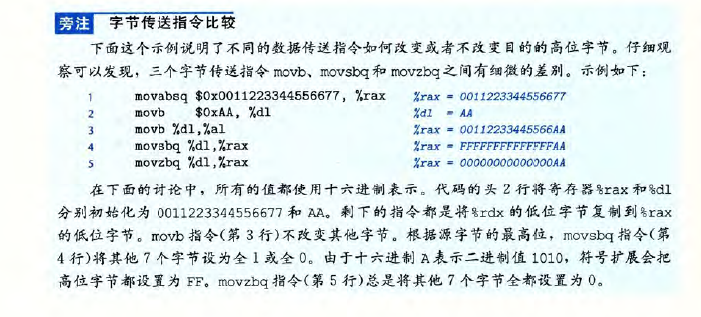 旁注 字节传送指令比较
下面这个示例说明了不同的数据传送指令如何改变或者不改变目的的高位字节。仔细观
察可以发现，三个字节传送指令 movb、movsbq 和 movzbq 之间有细微的差别。示例如下：
1 movabsq $0x0011223344556677, %rax %rax = 0011223344556677
2 movb $0xAA, %dl %dl = AA
3 movb %dl,%al %rax = 00112233445566AA
4 movsbq %dl,%rax %rax = FFFFFFFFFFFFFFAA
5 movzbq %dl,%rax %rax = 00000000000000AA
在下面的讨论中，所有的值都使用十六进制表示。代码的头 2 行将寄存器%rax 和%dl
分别初始化为 0011223344556677 和 AA。剩下的指令都是将%rdx 的低位字节复制到%rax
的低位字节。movb 指令(第 3 行)不改变其他字节。根据源字节的最高位，movsbq 指令(第
4 行)将其他 7 个字节设为全 1 或全 0。由于十六进制 A 表示二进制值 1010，符号扩展会把
高位字节都设置为 FF。movzbq 指令(第 5 行)总是将其他 7 个字节全都设置为 0。